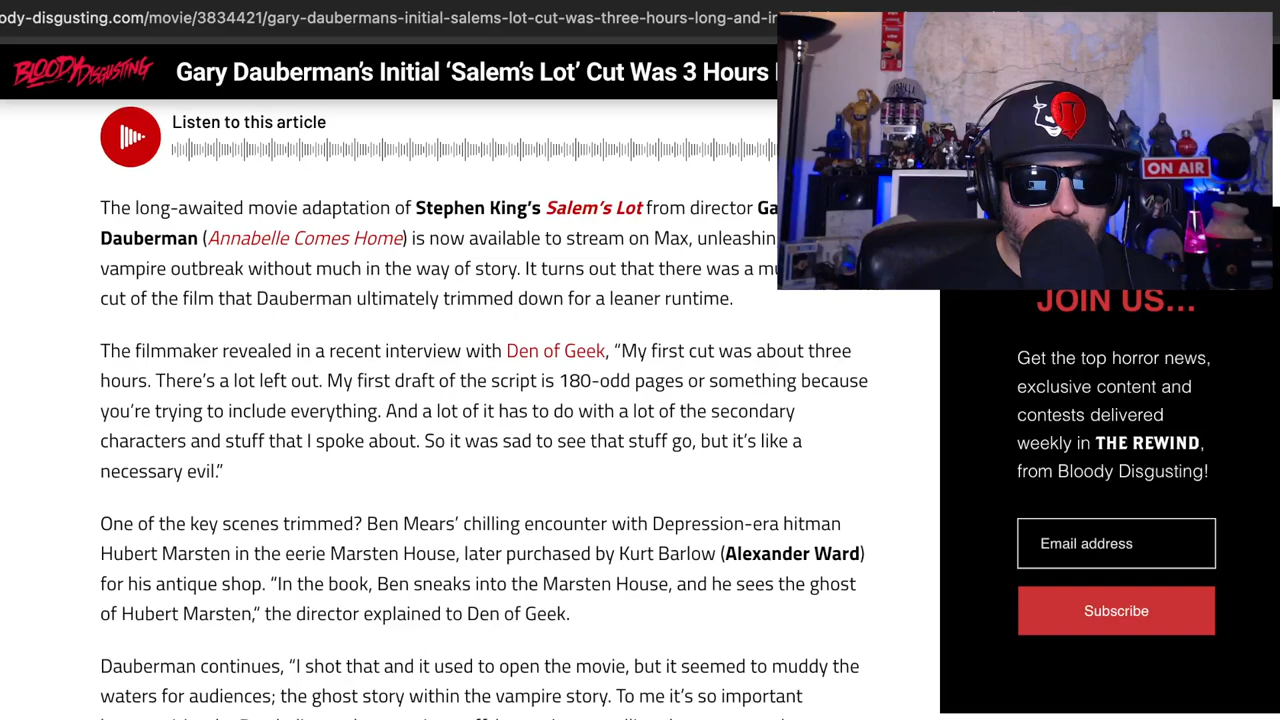 ody-disgusting.com/movie/3834421/gary-daubermans-initial-salems-lot-cut-was-three-hours-long-and-in
BLOODY DISGUSTING
Gary Dauberman’s Initial ‘Salem’s Lot’ Cut Was 3 Hours
Listen to this article
The long-awaited movie adaptation of Stephen King’s Salem’s Lot from director Ga
Dauberman (Annabelle Comes Home) is now available to stream on Max, unleashin
vampire outbreak without much in the way of story. It turns out that there was a mu
cut of the film that Dauberman ultimately trimmed down for a leaner runtime.
The filmmaker revealed in a recent interview with Den of Geek, “My first cut was about three
hours. There’s a lot left out. My first draft of the script is 180-odd pages or something because
you’re trying to include everything. And a lot of it has to do with a lot of the secondary
characters and stuff that I spoke about. So it was sad to see that stuff go, but it’s like a
necessary evil.”
One of the key scenes trimmed? Ben Mears’ chilling encounter with Depression-era hitman
Hubert Marsten in the eerie Marsten House, later purchased by Kurt Barlow (Alexander Ward)
for his antique shop. “In the book, Ben sneaks into the Marsten House, and he sees the ghost
of Hubert Marsten,“ the director explained to Den of Geek.
Dauberman continues, “I shot that and it used to open the movie, but it seemed to muddy the
waters for audiences; the ghost story within the vampire story. To me it’s so important
ON AIR
JOIN US...
Get the top horror news,
exclusive content and
contests delivered
weekly in THE REWIND,
from Bloody Disgusting!
Email address
Subscribe